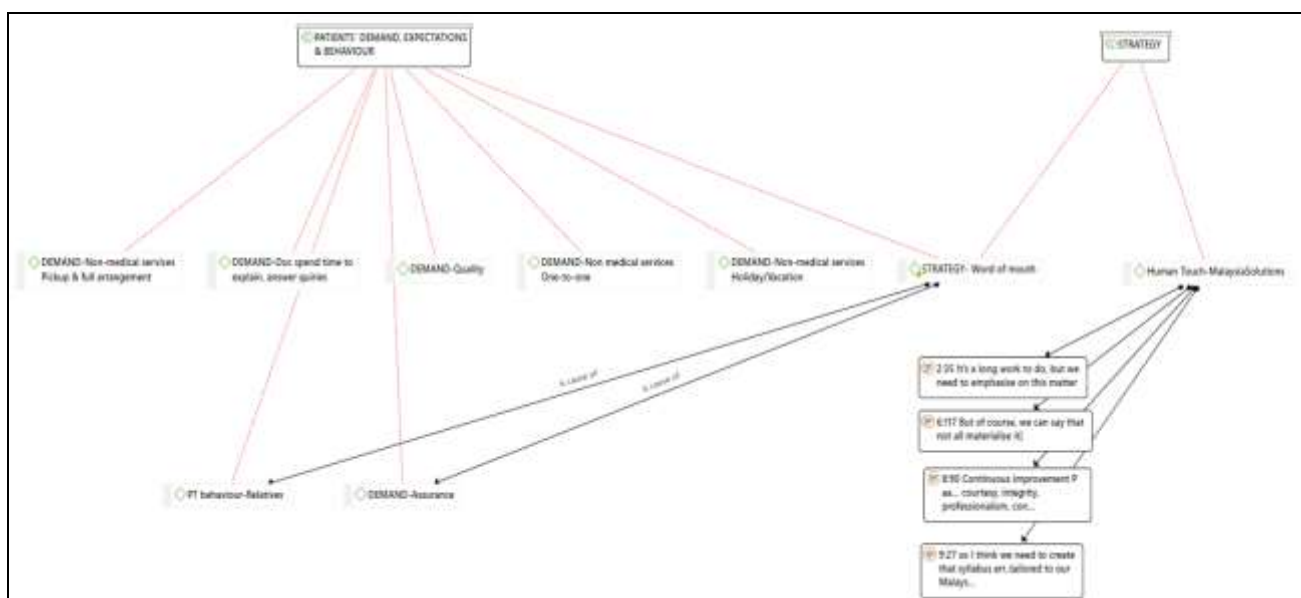 PATIENTS' DEMAND, EXPECTATIONS
& BEHAVIOUR
STRATEGY
DEMAND-Non-medical services
Pickup & full arrangement
DEMAND-Doc spend time to
explain, answer quiries
DEMAND-Quality
DEMAND-Non medical services
One-to-one
DEMAND-Non-medical services
Holiday/Vacation
STRATEGY- Word of mouth
Human Touch-MalaysiaSolutions
is cause of
is cause of
2:35 It's a long work to do, but we
need to emphasise on this matter
6:117 But of course, we can say that
not all materialise it(
8:90 Continuous Improvement P
as... courtesy, integrity,
professionalism, con...
9:27 so I think we need to create
that syllabus err..tailored to our
Malays...
PT behaviour-Relatives
DEMAND-Assurance